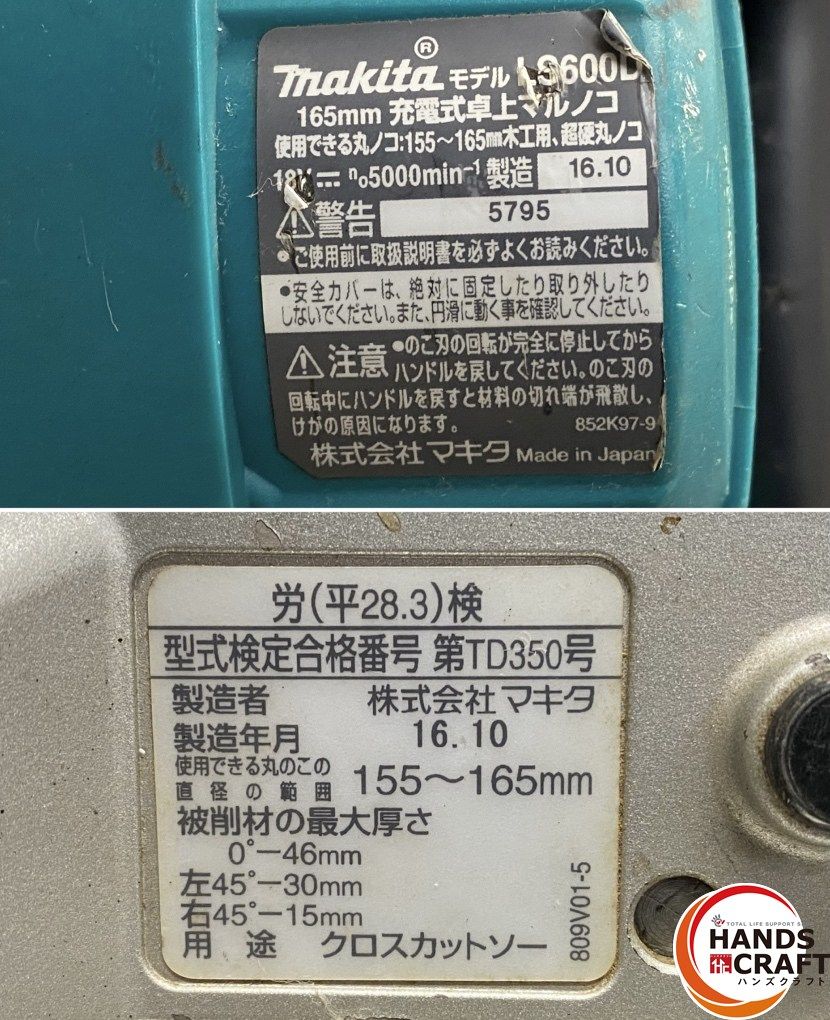 makita® モデル LS600D
165mm 充電式卓上マルノコ
使用できる丸ノコ:155～165mm木工用、超硬丸ノコ
18V⎓ n₀5000min⁻¹ 製造 16.10
⚠警告 5795
●ご使用前に取扱説明書を必ずよくお読みください。
●安全カバーは、絶対に固定したり取り外したり
しないでください。また、円滑に動く事を確認してください。
⚠注意 ●のこ刃の回転が完全に停止してから
ハンドルを戻してください。のこ刃の
回転中にハンドルを戻すと材料の切れ端が飛散し、
けがの原因になります。 852K97-9
株式会社 マキタ Made in Japan
労(平28.3)検
型式検定合格番号 第TD350号
製造者 株式会社 マキタ
製造年月 16.10
使用できる丸のこの
直径の範囲 155～165mm
被削材の最大厚さ
0°－46mm
左45°－30mm
右45°－15mm
用途 クロスカットソー
809V01-5
TOTAL LIFE SUPPORT
HANDS
CRAFT
ハンズクラフト